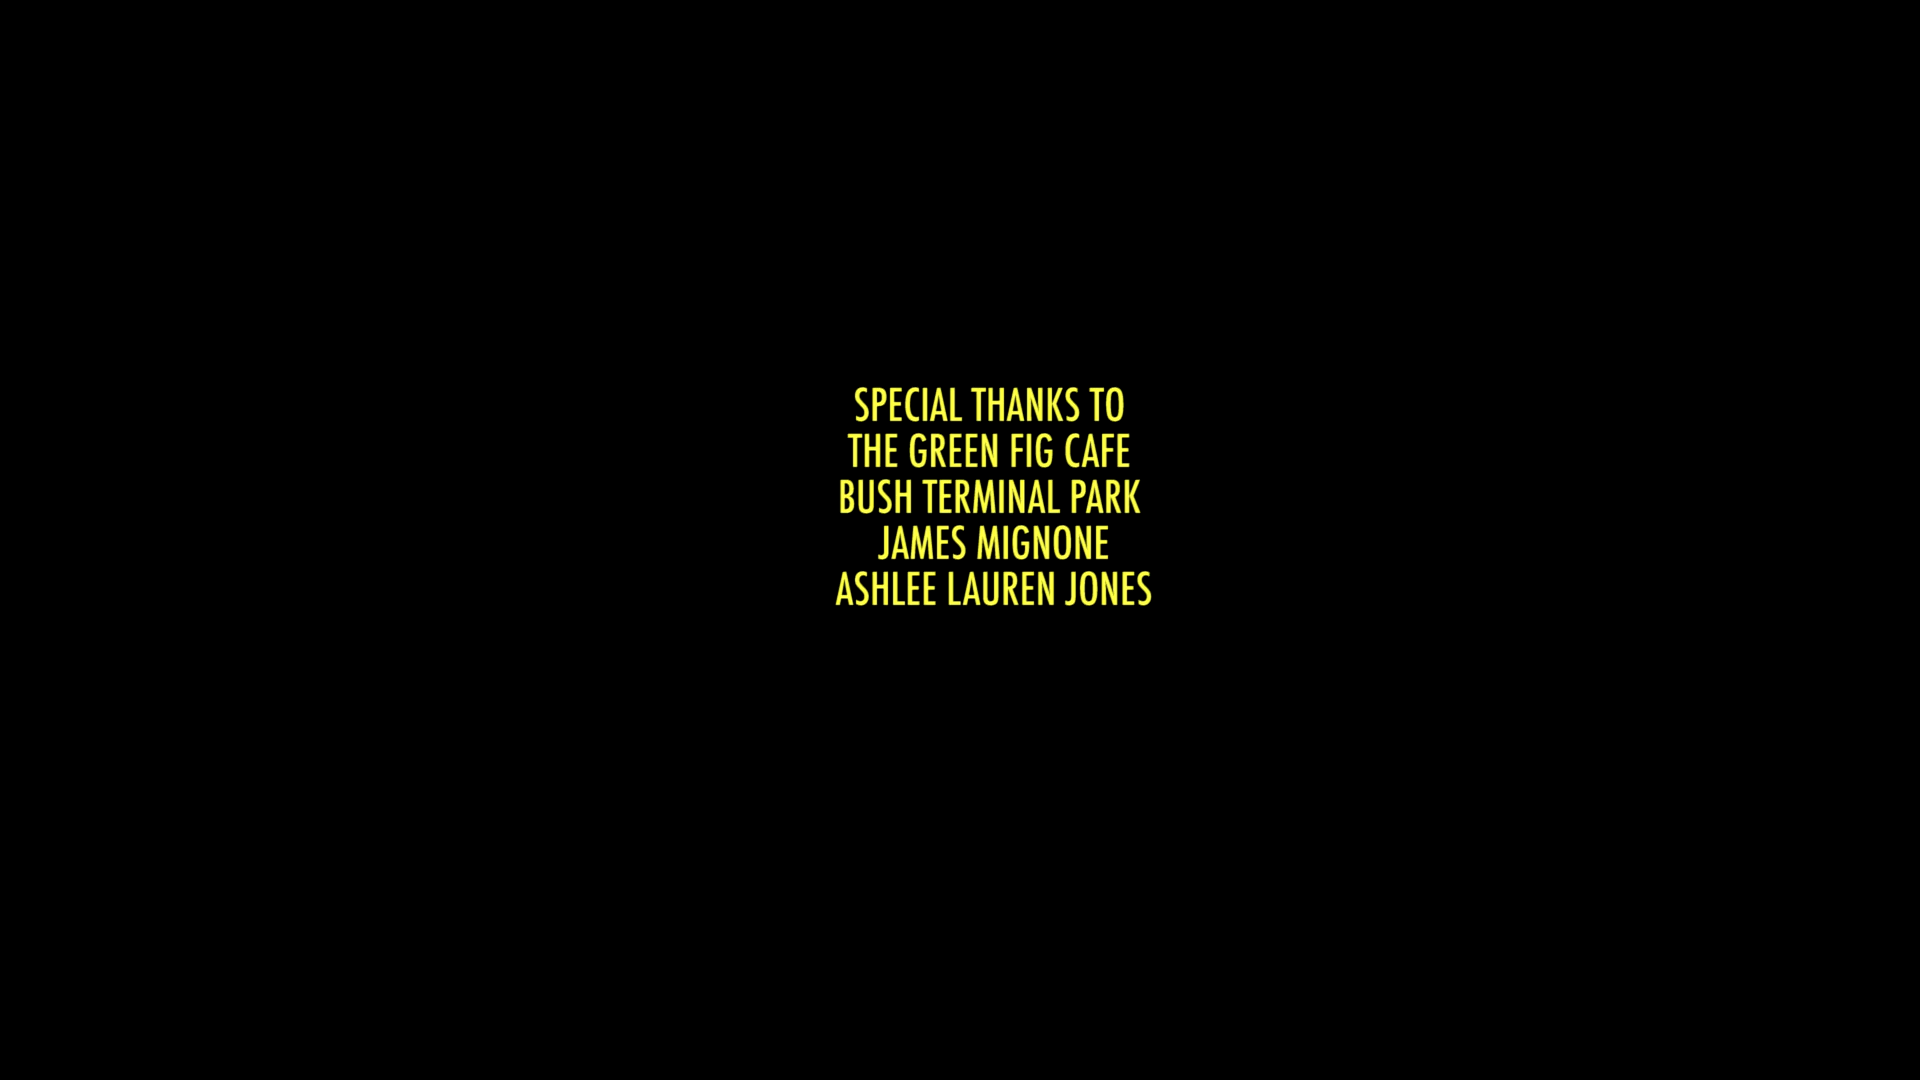 SPECIAL THANKS TO
THE GREEN FIG CAFE
BUSH TERMINAL PARK
JAMES MIGNONE
ASHLEE LAUREN JONES